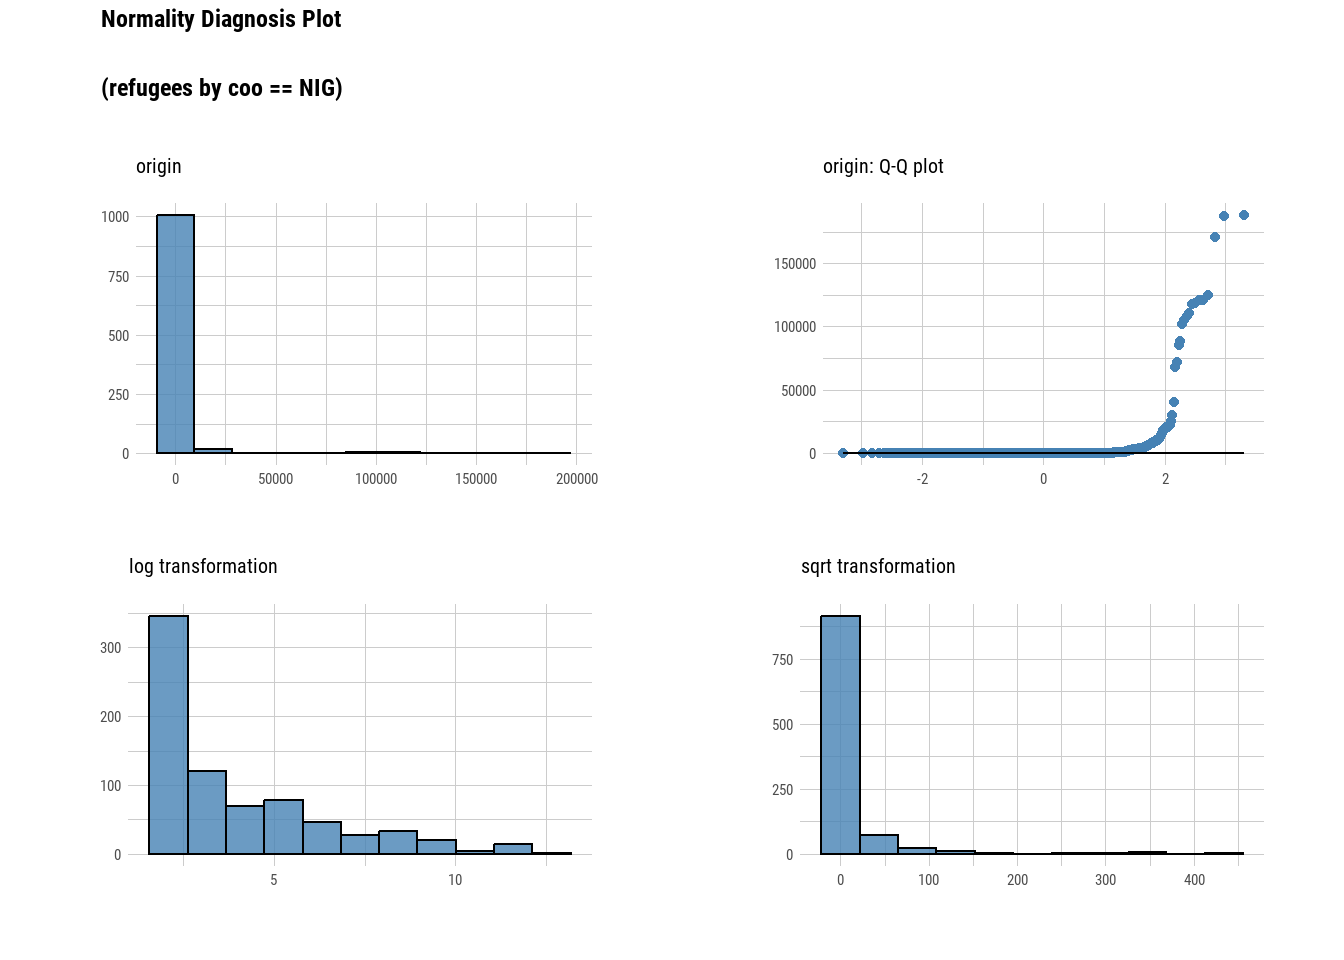 Normality Diagnosis Plot
(refugees by coo == NIG)
origin
1000
750
500
250
0
0 50000 100000 150000 200000
origin: Q-Q plot
150000
100000
50000
0
-2 0 2
log transformation
300
200
100
0
5 10
sqrt transformation
750
500
250
0
0 100 200 300 400